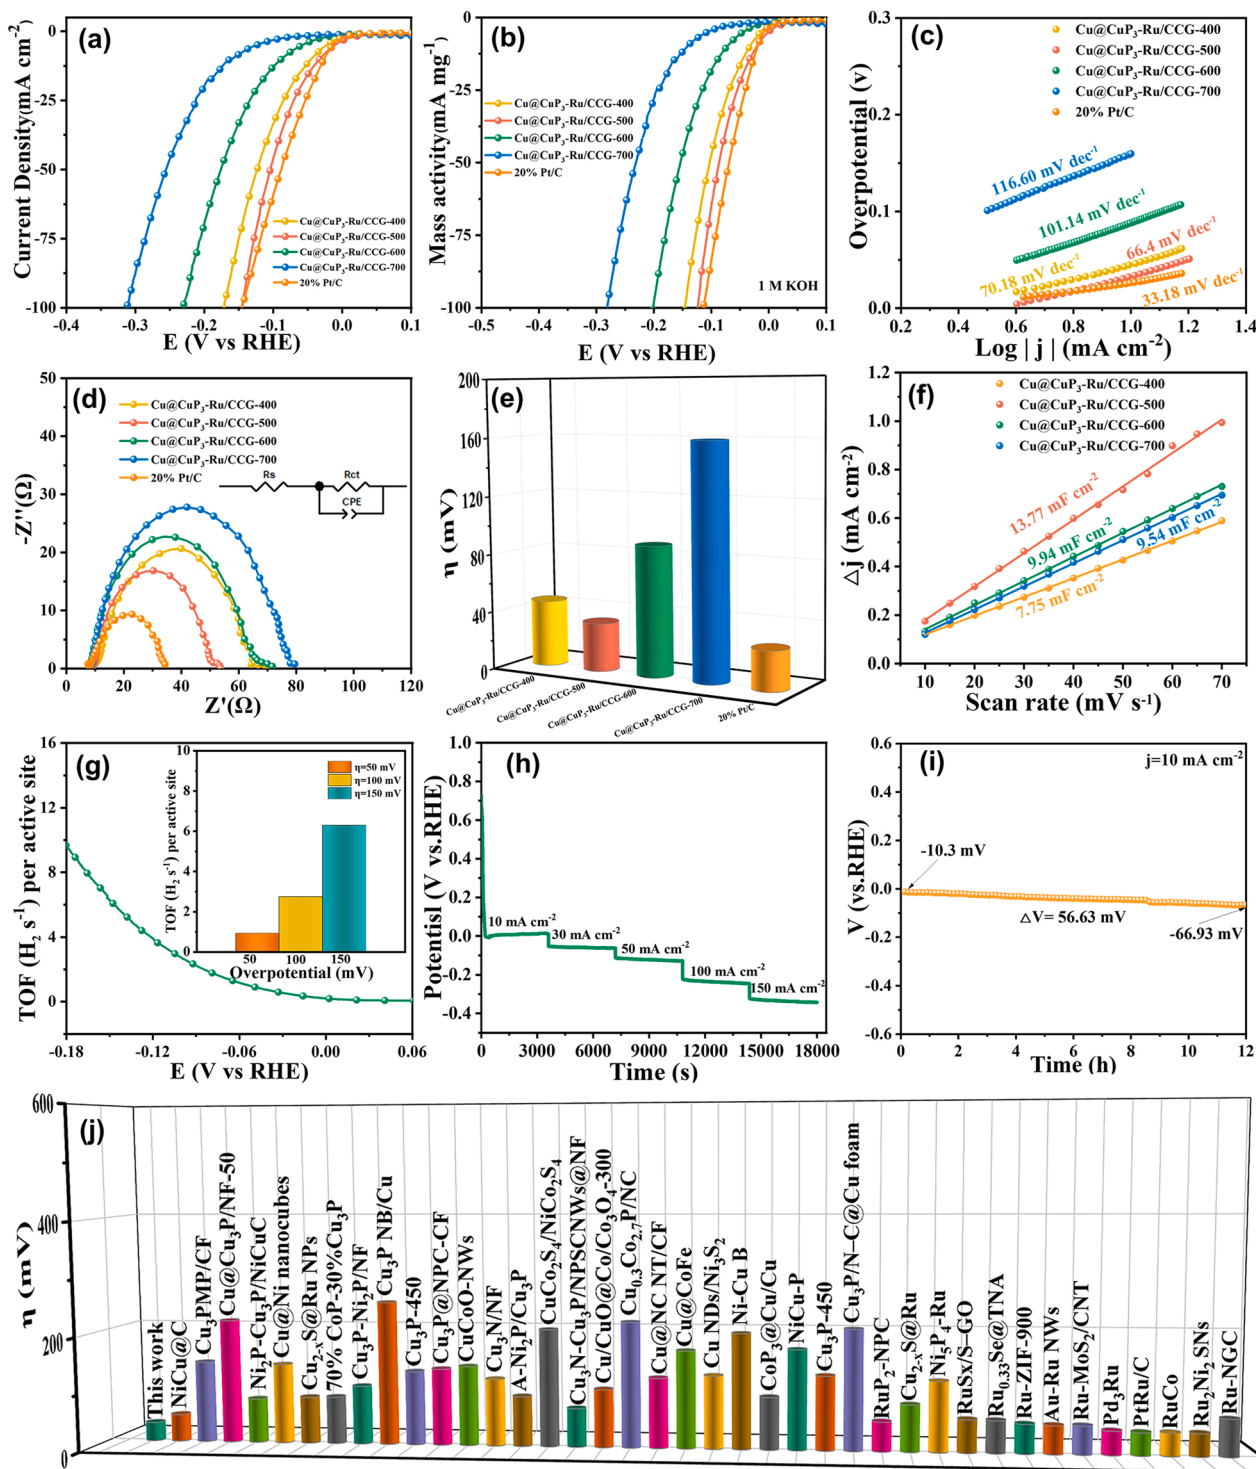 (a)
Current Density(mA cm-2)
0
-25
-50
-75
-100
-0.4 -0.3 -0.2 -0.1 0.0 0.1
E (V vs RHE)
Cu@CuP3-Ru/CCG-400
Cu@CuP3-Ru/CCG-500
Cu@CuP3-Ru/CCG-600
Cu@CuP3-Ru/CCG-700
20% Pt/C
(b)
Mass activity(mA mg-1)
0
-25
-50
-75
-100
-0.5 -0.4 -0.3 -0.2 -0.1 0.0 0.1
E (V vs RHE)
Cu@CuP3-Ru/CCG-400
Cu@CuP3-Ru/CCG-500
Cu@CuP3-Ru/CCG-600
Cu@CuP3-Ru/CCG-700
20% Pt/C
1 M KOH
(c)
Overpotential (v)
0.3
0.2
0.1
0.0
0.2 0.4 0.6 0.8 1.0 1.2 1.4
Log | j | (mA cm-2)
Cu@CuP3-Ru/CCG-400
Cu@CuP3-Ru/CCG-500
Cu@CuP3-Ru/CCG-600
Cu@CuP3-Ru/CCG-700
20% Pt/C
116.60 mV dec-1
101.14 mV dec-1
66.4 mV dec-1
70.18 mV dec-1
33.18 mV dec-1
(d)
-Z''(Ω)
50
40
30
20
10
0
0 20 40 60 80 100 120
Z'(Ω)
Cu@CuP3-Ru/CCG-400
Cu@CuP3-Ru/CCG-500
Cu@CuP3-Ru/CCG-600
Cu@CuP3-Ru/CCG-700
20% Pt/C
Rs
Rct
CPE
(e)
η (mV)
200
160
120
80
40
0
Cu@CuP3-Ru/CCG-400
Cu@CuP3-Ru/CCG-500
Cu@CuP3-Ru/CCG-600
Cu@CuP3-Ru/CCG-700
20% Pt/C
(f)
△j (mA cm-2)
1.2
1.0
0.8
0.6
0.4
0.2
0.0
10 20 30 40 50 60 70
Scan rate (mV s-1)
Cu@CuP3-Ru/CCG-400
Cu@CuP3-Ru/CCG-500
Cu@CuP3-Ru/CCG-600
Cu@CuP3-Ru/CCG-700
13.77 mF cm-2
9.94 mF cm-2
9.54 mF cm-2
7.75 mF cm-2
(g)
TOF (H2 s-1) per active site
16
12
8
4
0
-0.18 -0.12 -0.06 0.00 0.06
E (V vs RHE)
TOF (H2 s-1) per active site
10
8
6
4
2
0
50 100 150
Overpotential (mV)
η=50 mV
η=100 mV
η=150 mV
(h)
Potentisl (V vs.RHE)
1.0
0.8
0.6
0.4
0.2
0.0
-0.2
-0.4
0 3000 6000 9000 12000 15000 18000
Time (s)
10 mA cm-2
30 mA cm-2
50 mA cm-2
100 mA cm-2
150 mA cm-2
(i)
V (vs.RHE)
0.6
0.4
0.2
0.0
-0.2
-0.4
-0.6
0 2 4 6 8 10 12
Time (h)
j=10 mA cm-2
-10.3 mV
△V= 56.63 mV
-66.93 mV
(j)
η (mV)
600
400
200
0
This work
NiCu@C
Cu3PMP/CF
Cu@Cu3P/NF-50
Ni2P-Cu3P/NiCuC
Cu@Ni nanocubes
Cu2-xS@Ru NPs
70% CoP-30%Cu3P
Cu3P-Ni2P/NF
Cu3P NB/Cu
Cu3P-450
Cu3P@NPC-CF
CuCoO-NWs
Cu3N/NF
A-Ni2P/Cu3P
CuCo2S4/NiCo2S4
Cu3N-Cu3P/NPSCNWs@NF
Cu/CuO@Co/Co3O4-300
Cu0.3Co2.7P/NC
Cu@NC NT/CF
Cu@CoFe
Cu NDs/Ni3S2
Ni-Cu B
CoP3@Cu/Cu
NiCu-P
Cu3P-450
Cu3P/N–C@Cu foam
RuP2-NPC
Cu2-xS@Ru
Ni5P4-Ru
RuSx/S–GO
Ru0.33Se@TNA
Ru-ZIF-900
Au-Ru NWs
Ru-MoS2/CNT
Pd3Ru
PtRu/C
RuCo
Ru2Ni2 SNs
Ru-NGC